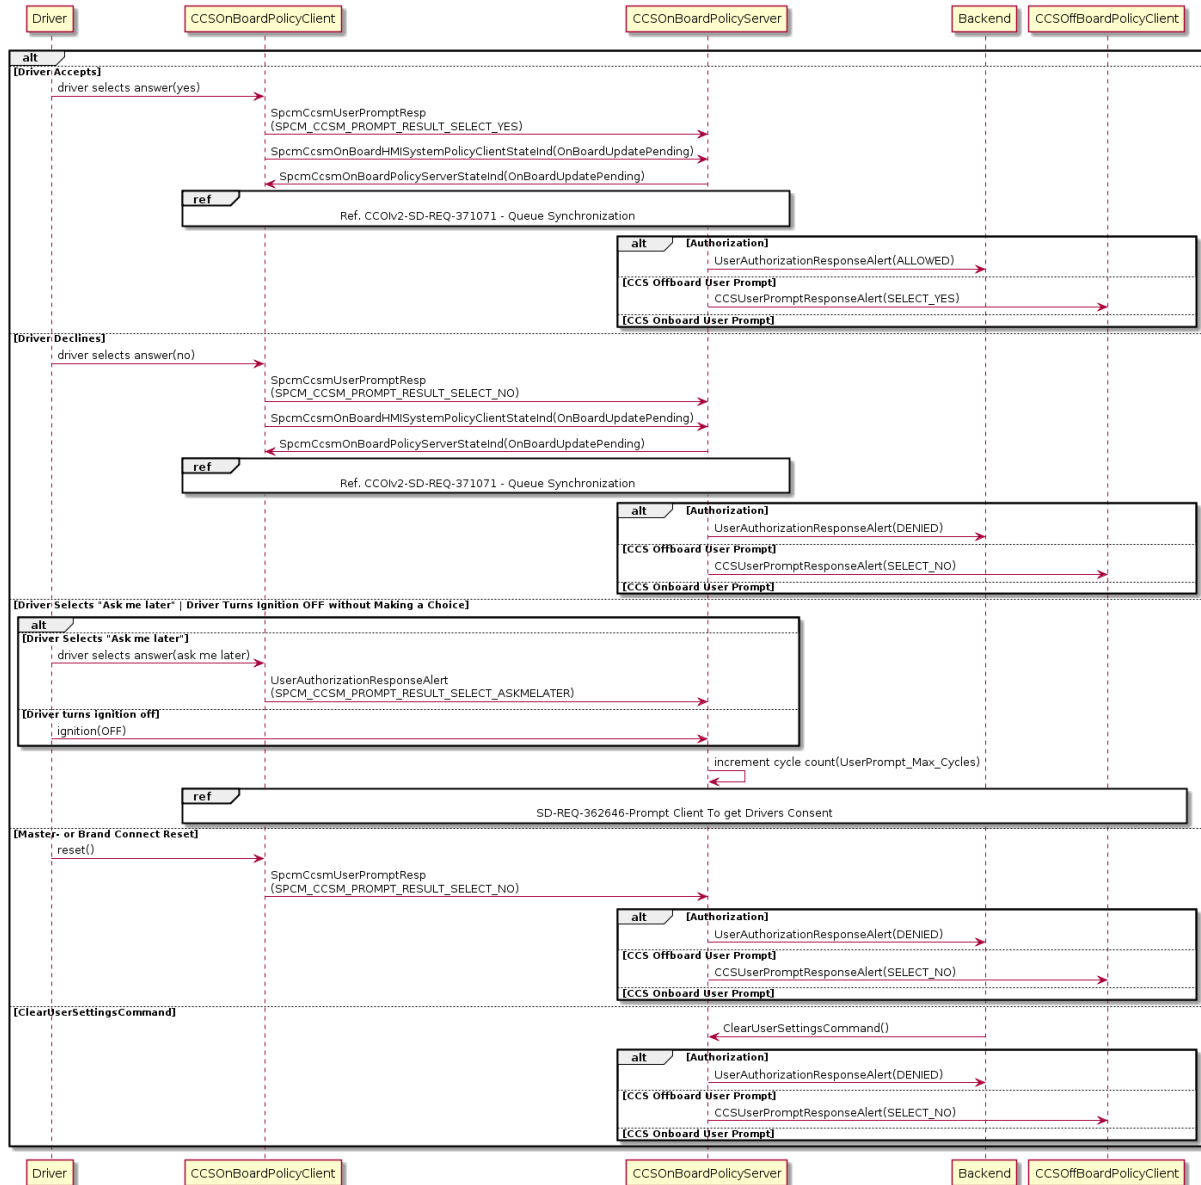 Driver
CCSOnBoardPolicyClient
CCSOnBoardPolicyServer
Backend
CCSOffBoardPolicyClient
alt
[Driver Accepts]
driver selects answer(yes)
SpcmCcsmUserPromptResp
(SPCM_CCSM_PROMPT_RESULT_SELECT_YES)
SpcmCcsmOnBoardHMISystemPolicyClientStateInd(OnBoardUpdatePending)
SpcmCcsmOnBoardPolicyServerStateInd(OnBoardUpdatePending)
ref
Ref. CCOIv2-SD-REQ-371071 - Queue Synchronization
alt
[Authorization]
UserAuthorizationResponseAlert(ALLOWED)
[CCS Offboard User Prompt]
CCSUserPromptResponseAlert(SELECT_YES)
[CCS Onboard User Prompt]
[Driver Declines]
driver selects answer(no)
SpcmCcsmUserPromptResp
(SPCM_CCSM_PROMPT_RESULT_SELECT_NO)
SpcmCcsmOnBoardHMISystemPolicyClientStateInd(OnBoardUpdatePending)
SpcmCcsmOnBoardPolicyServerStateInd(OnBoardUpdatePending)
ref
Ref. CCOIv2-SD-REQ-371071 - Queue Synchronization
alt
[Authorization]
UserAuthorizationResponseAlert(DENIED)
[CCS Offboard User Prompt]
CCSUserPromptResponseAlert(SELECT_NO)
[CCS Onboard User Prompt]
[Driver Selects "Ask me later" | Driver Turns Ignition OFF without Making a Choice]
alt
[Driver Selects "Ask me later"]
driver selects answer(ask me later)
UserAuthorizationResponseAlert
(SPCM_CCSM_PROMPT_RESULT_SELECT_ASKMELATER)
[Driver turns ignition off]
ignition(OFF)
increment cycle count(UserPrompt_Max_Cycles)
ref
SD-REQ-362646-Prompt Client To get Drivers Consent
[Master- or Brand Connect Reset]
reset()
SpcmCcsmUserPromptResp
(SPCM_CCSM_PROMPT_RESULT_SELECT_NO)
alt
[Authorization]
UserAuthorizationResponseAlert(DENIED)
[CCS Offboard User Prompt]
CCSUserPromptResponseAlert(SELECT_NO)
[CCS Onboard User Prompt]
[ClearUserSettingsCommand]
ClearUserSettingsCommand()
alt
[Authorization]
UserAuthorizationResponseAlert(DENIED)
[CCS Offboard User Prompt]
CCSUserPromptResponseAlert(SELECT_NO)
[CCS Onboard User Prompt]
Driver
CCSOnBoardPolicyClient
CCSOnBoardPolicyServer
Backend
CCSOffBoardPolicyClient